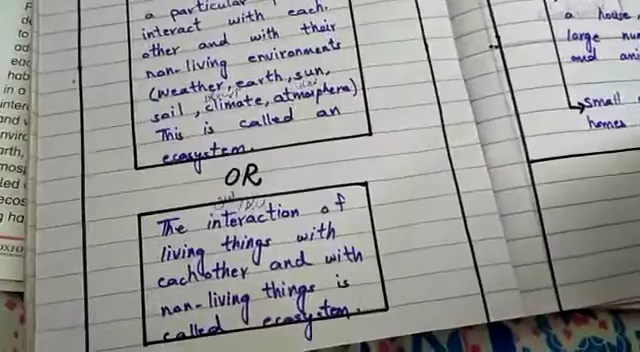 a particular
interact with each
other and with their
non-living environments
(weather, earth, sun,
soil, climate, atmosphere)
This is called an
ecosystem.
OR
The interaction of
living things with
each other and with
non-living things is
called ecosystem.
a house
large
and
small
homes